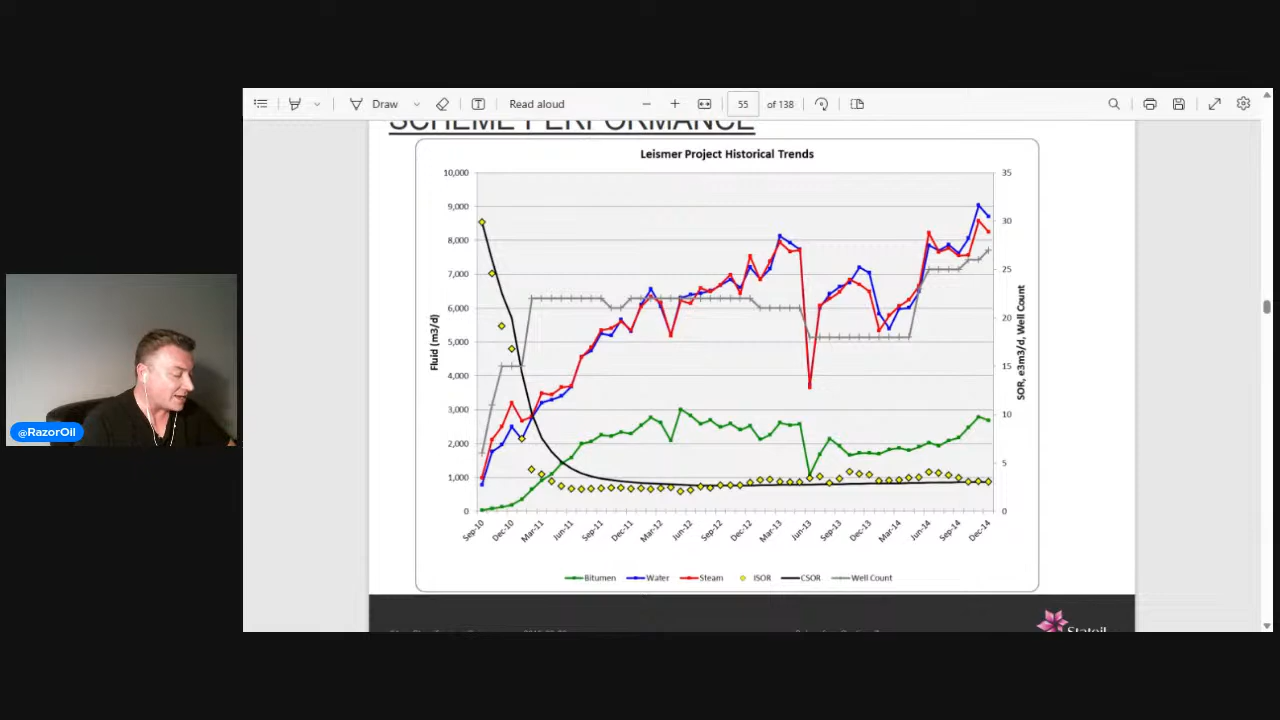 Draw
Read aloud
55 of 138
SCHEME PERFORMANCE
Leismer Project Historical Trends
10,000
9,000
8,000
7,000
6,000
5,000
4,000
3,000
2,000
1,000
0
Fluid (m3/d)
35
30
25
20
15
10
5
0
SOR, e3m3/d, Well Count
Sep-10
Dec-10
Mar-11
Jun-11
Sep-11
Dec-11
Mar-12
Jun-12
Sep-12
Dec-12
Mar-13
Jun-13
Sep-13
Dec-13
Mar-14
Jun-14
Sep-14
Dec-14
Bitumen Water Steam ISOR CSOR Well Count
Statoil
@RazorOil